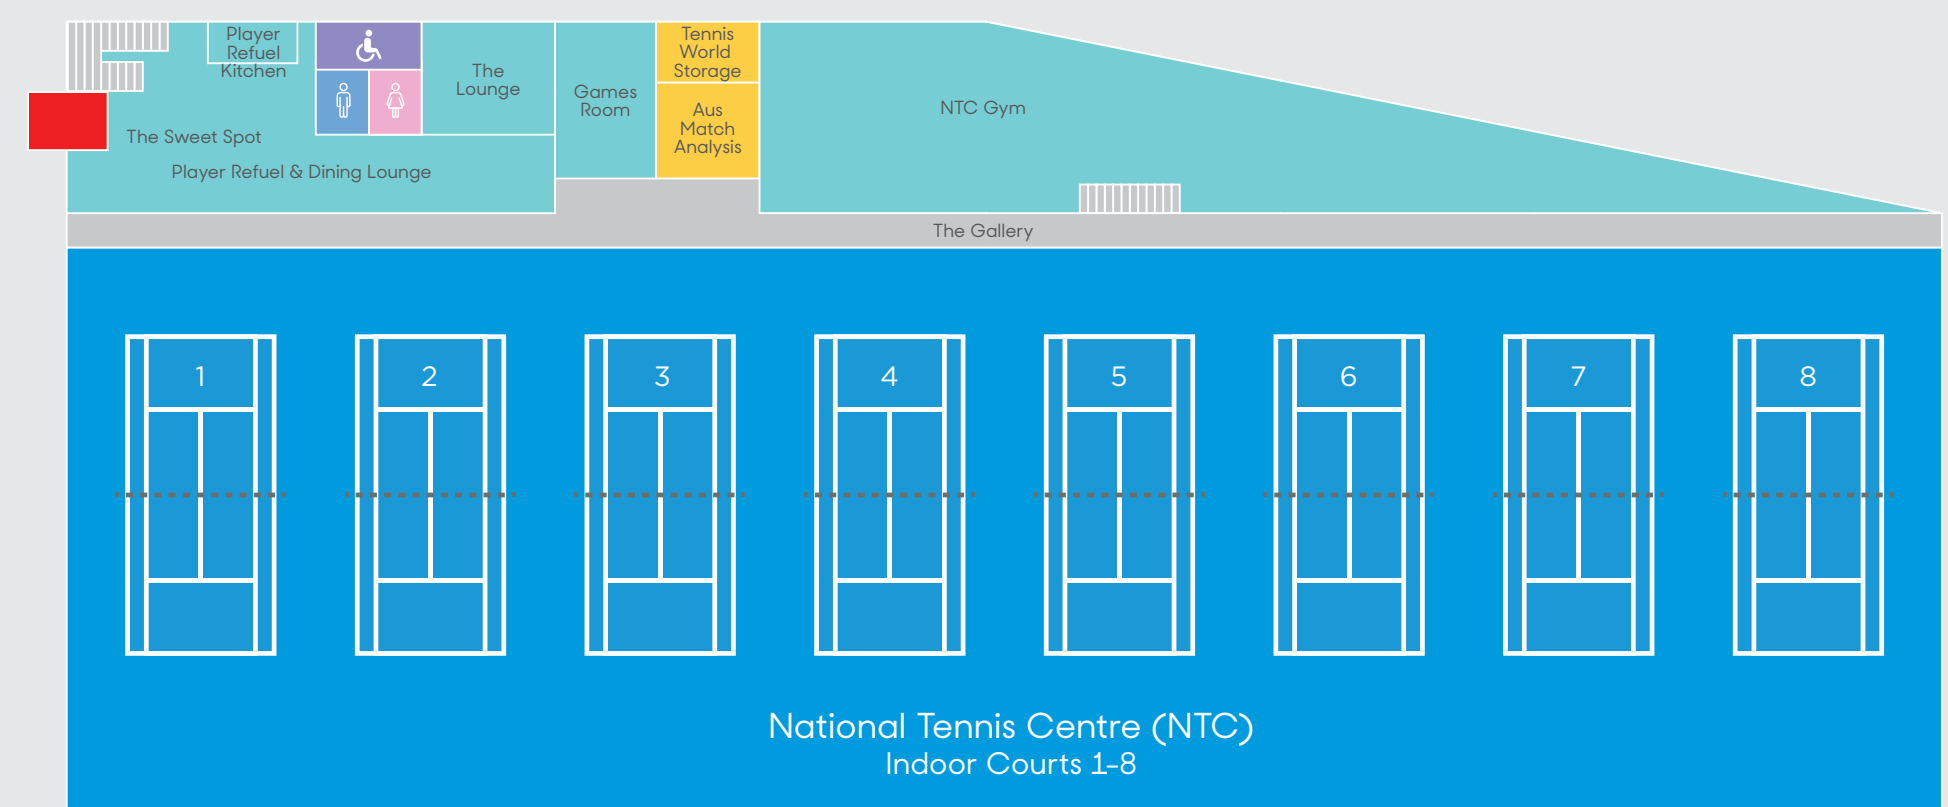 Player
Refuel
Kitchen
The
Lounge
Games
Room
Tennis
World
Storage
Aus
Match
Analysis
NTC Gym
The Sweet Spot
Player Refuel & Dining Lounge
The Gallery
1
2
3
4
5
6
7
8
National Tennis Centre (NTC)
Indoor Courts 1-8